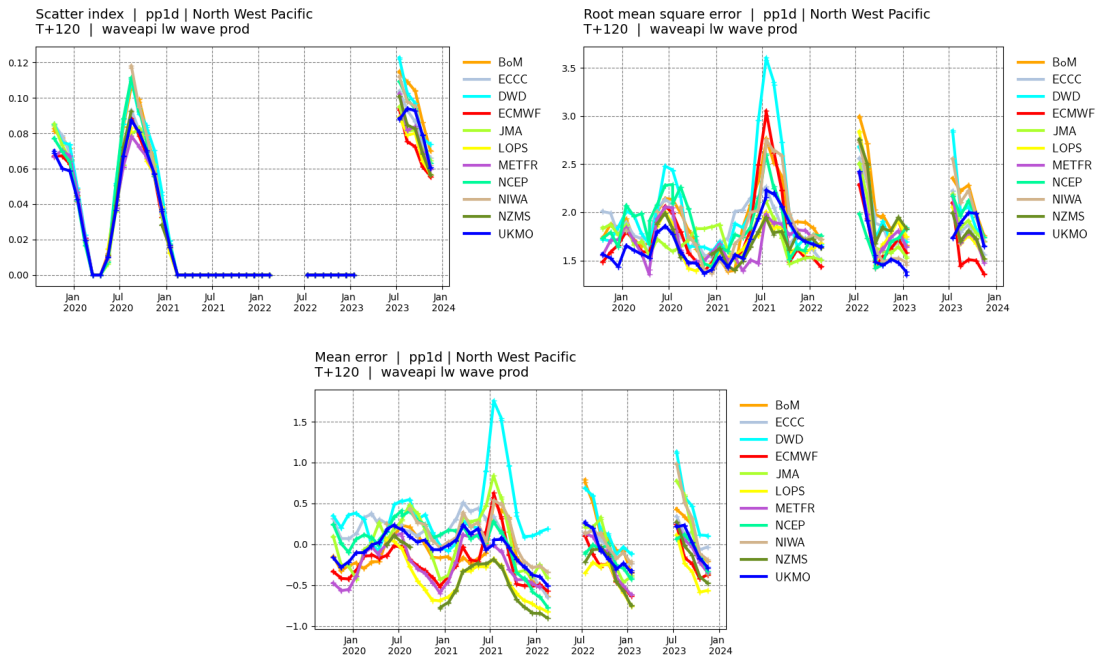 Scatter index | pp1d | North West Pacific
T+120 | waveapi lw wave prod
0.12
0.10
0.08
0.06
0.04
0.02
0.00
Jan Jul Jan Jul Jan Jul Jan Jul Jan
2020 2020 2021 2021 2022 2022 2023 2023 2024
BoM
ECCC
DWD
ECMWF
JMA
LOPS
METFR
NCEP
NIWA
NZMS
UKMO
Root mean square error | pp1d | North West Pacific
T+120 | waveapi lw wave prod
3.5
3.0
2.5
2.0
1.5
Jan Jul Jan Jul Jan Jul Jan Jul Jan
2020 2020 2021 2021 2022 2022 2023 2023 2024
BoM
ECCC
DWD
ECMWF
JMA
LOPS
METFR
NCEP
NIWA
NZMS
UKMO
Mean error | pp1d | North West Pacific
T+120 | waveapi lw wave prod
1.5
1.0
0.5
0.0
−0.5
−1.0
Jan Jul Jan Jul Jan Jul Jan Jul Jan
2020 2020 2021 2021 2022 2022 2023 2023 2024
BoM
ECCC
DWD
ECMWF
JMA
LOPS
METFR
NCEP
NIWA
NZMS
UKMO